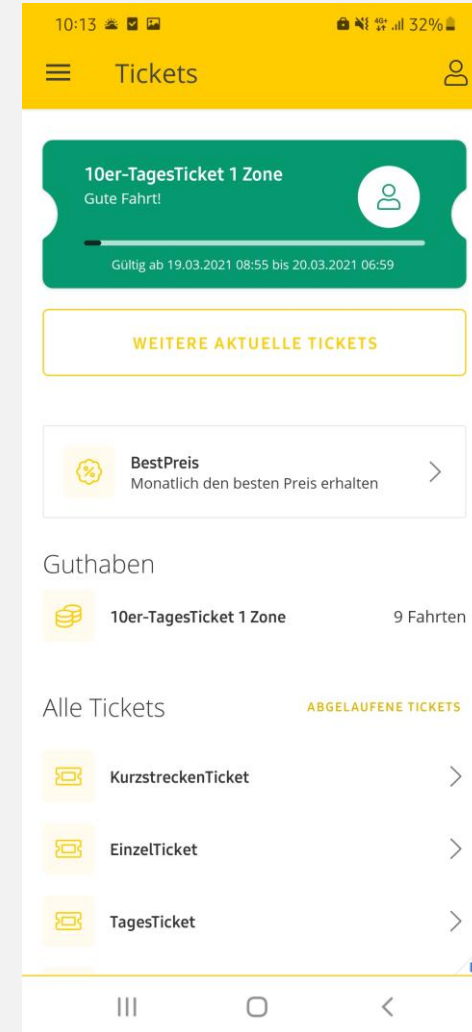 10:13 32%
Tickets
10er-TagesTicket 1 Zone
Gute Fahrt!
Gültig ab 19.03.2021 08:55 bis 20.03.2021 06:59
WEITERE AKTUELLE TICKETS
BestPreis
Monatlich den besten Preis erhalten
Guthaben
10er-TagesTicket 1 Zone 9 Fahrten
Alle Tickets ABGELAUFENE TICKETS
KurzstreckenTicket
EinzelTicket
TagesTicket